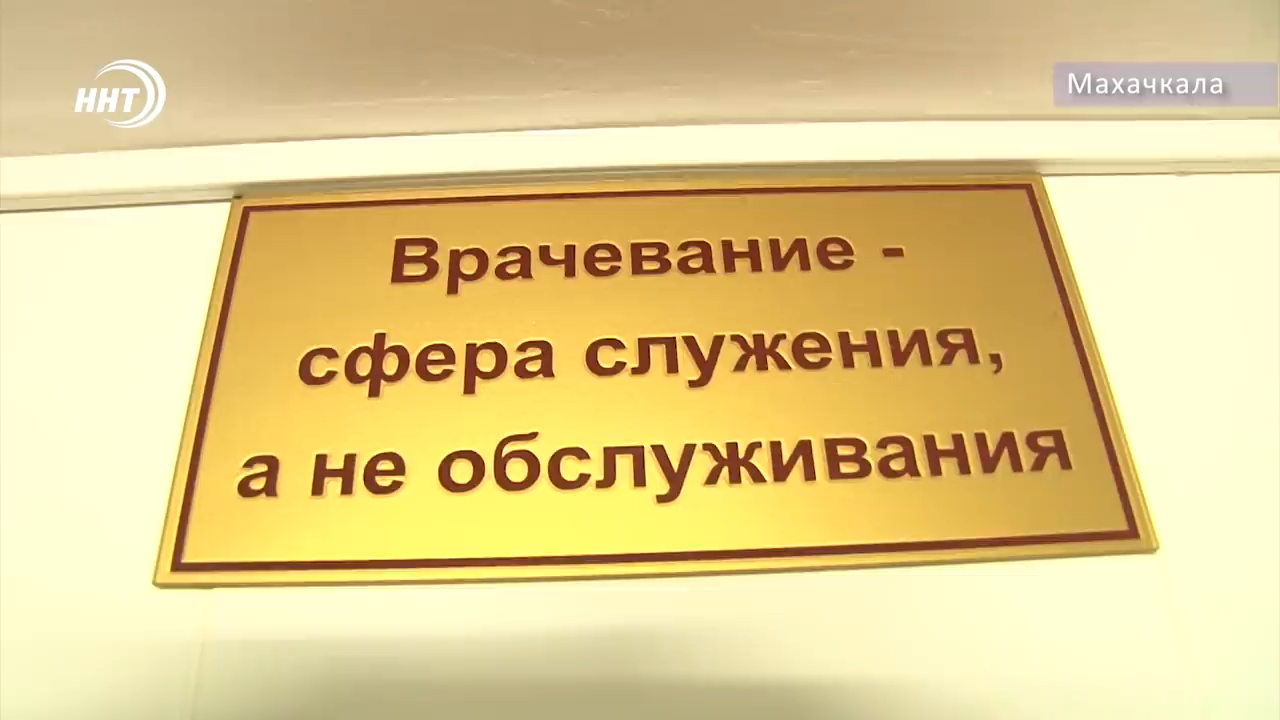 ННТ
Махачкала
Врачевание -
сфера служения,
а не обслуживания